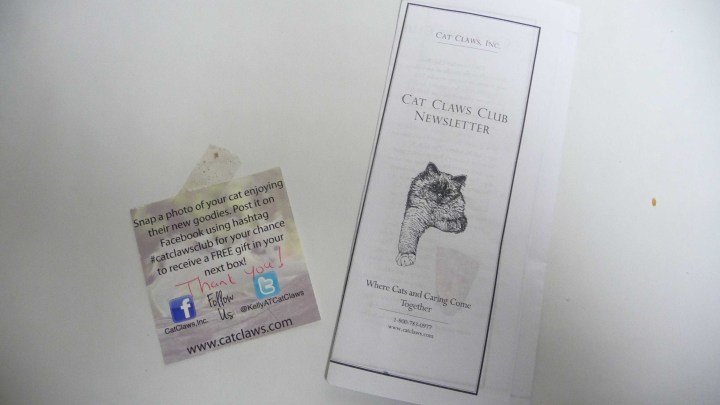 Snap a photo of your cat enjoying
their new goodies. Post it on
Facebook using hashtag
#catclawsclub for your chance
to receive a FREE gift in your
next box!
Thank you!
Follow
Us
CatClaws,Inc.
@KellyATCatClaws
www.catclaws.com
CAT CLAWS, INC.
CAT CLAWS CLUB
NEWSLETTER
Where Cats and Caring Come
Together
www.catclaws.com